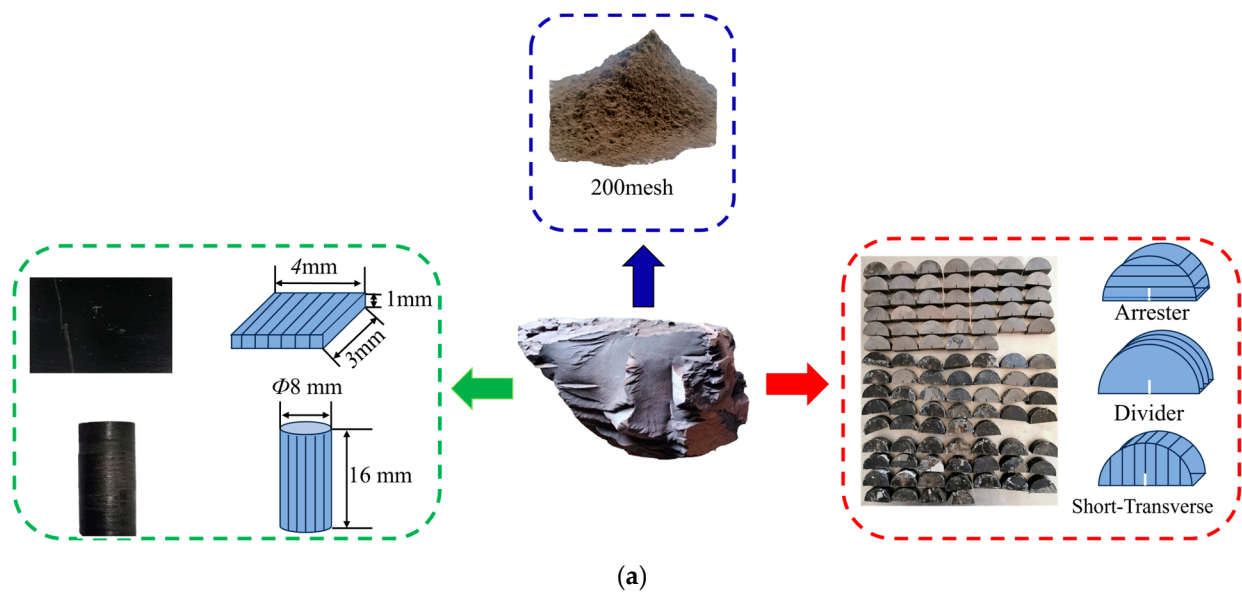 200mesh
4mm
1mm
3mm
Φ8 mm
16 mm
Arrester
Divider
Short-Transverse
(a)